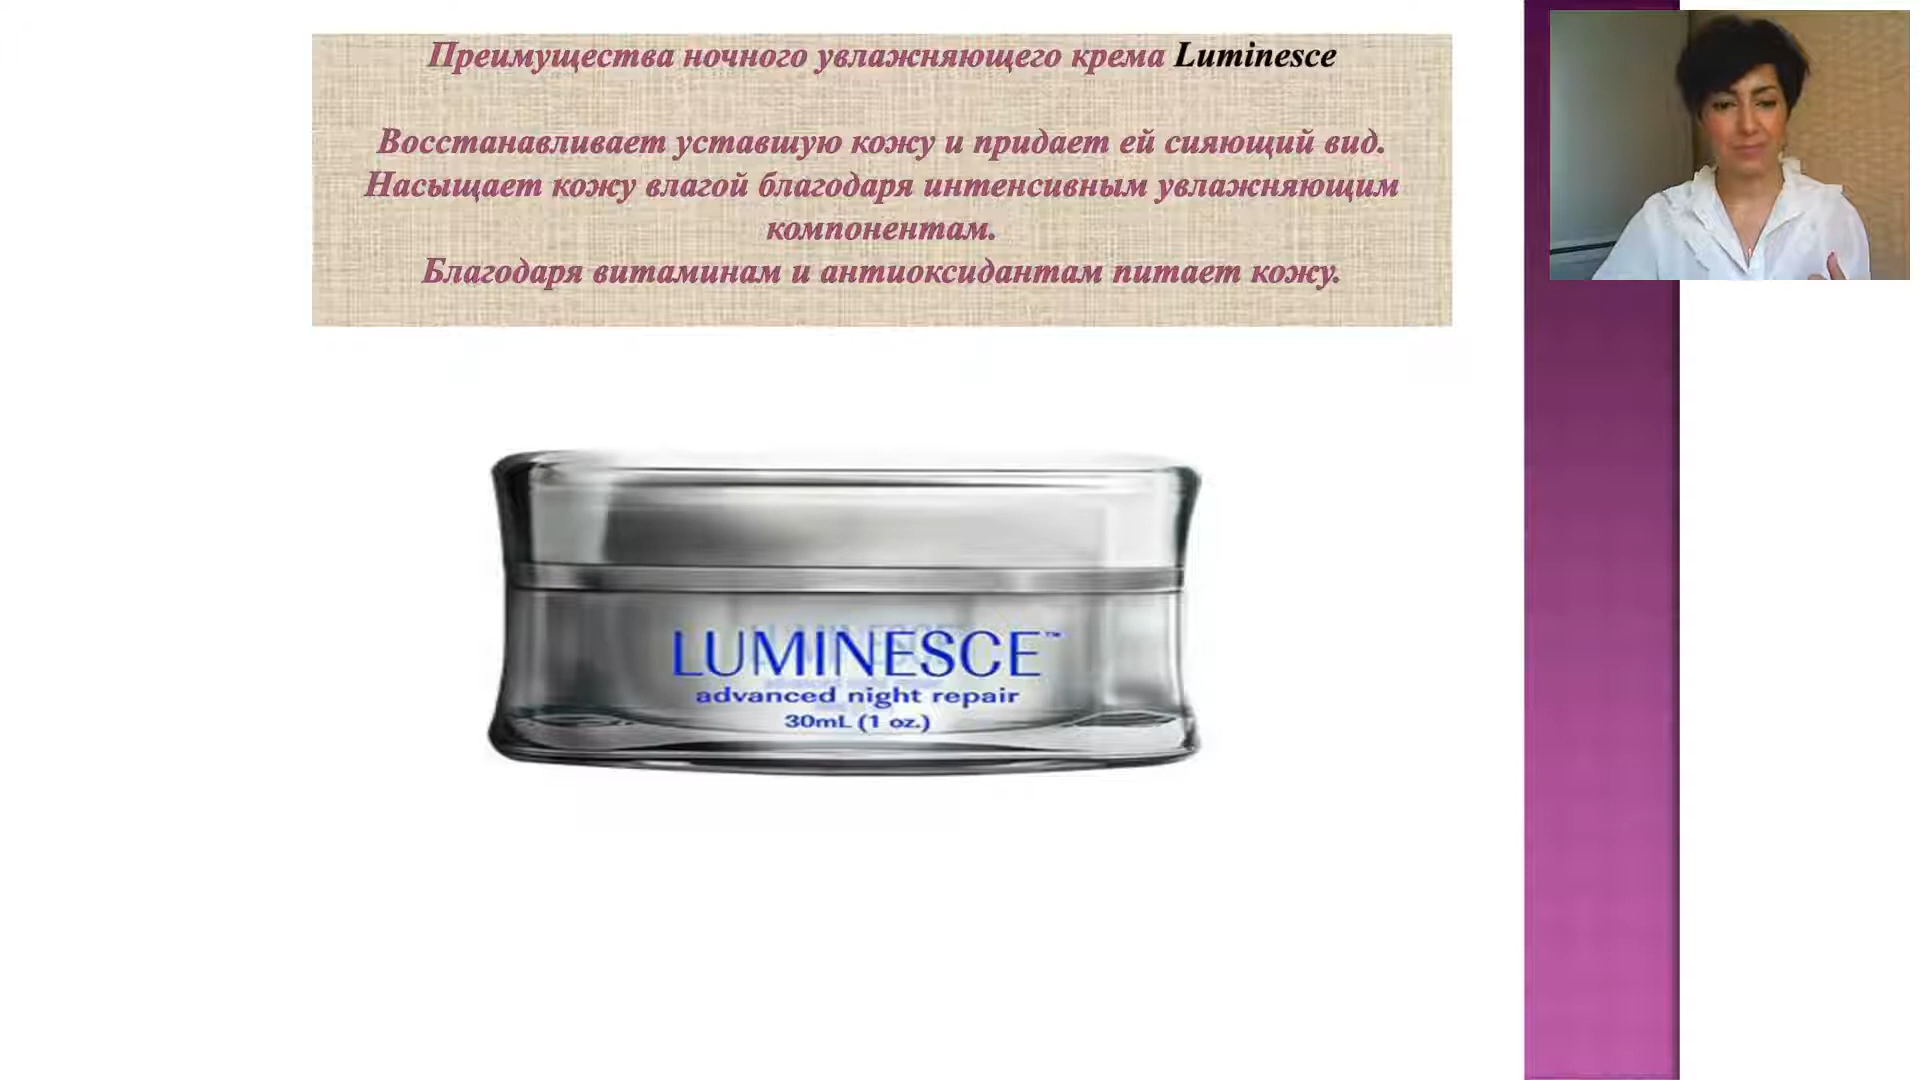 Преимущества ночного увлажняющего крема Luminesce
Восстанавливает уставшую кожу и придает ей сияющий вид.
Насыщает кожу влагой благодаря интенсивным увлажняющим
компонентам.
Благодаря витаминам и антиоксидантам питает кожу.
LUMINESCE™
advanced night repair
30mL (1 oz.)